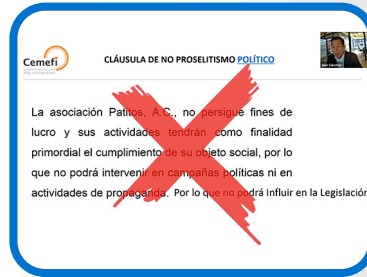 Cemefi
CLÁUSULA DE NO PROSELITISMO POLÍTICO
La asociación Patitos, A.C., no persigue fines de
lucro y sus actividades tendrán como finalidad
primordial el cumplimiento de su objeto social, por lo
que no podrá intervenir en campañas políticas ni en
actividades de propaganda. Por lo que no podrá Influir en la Legislación